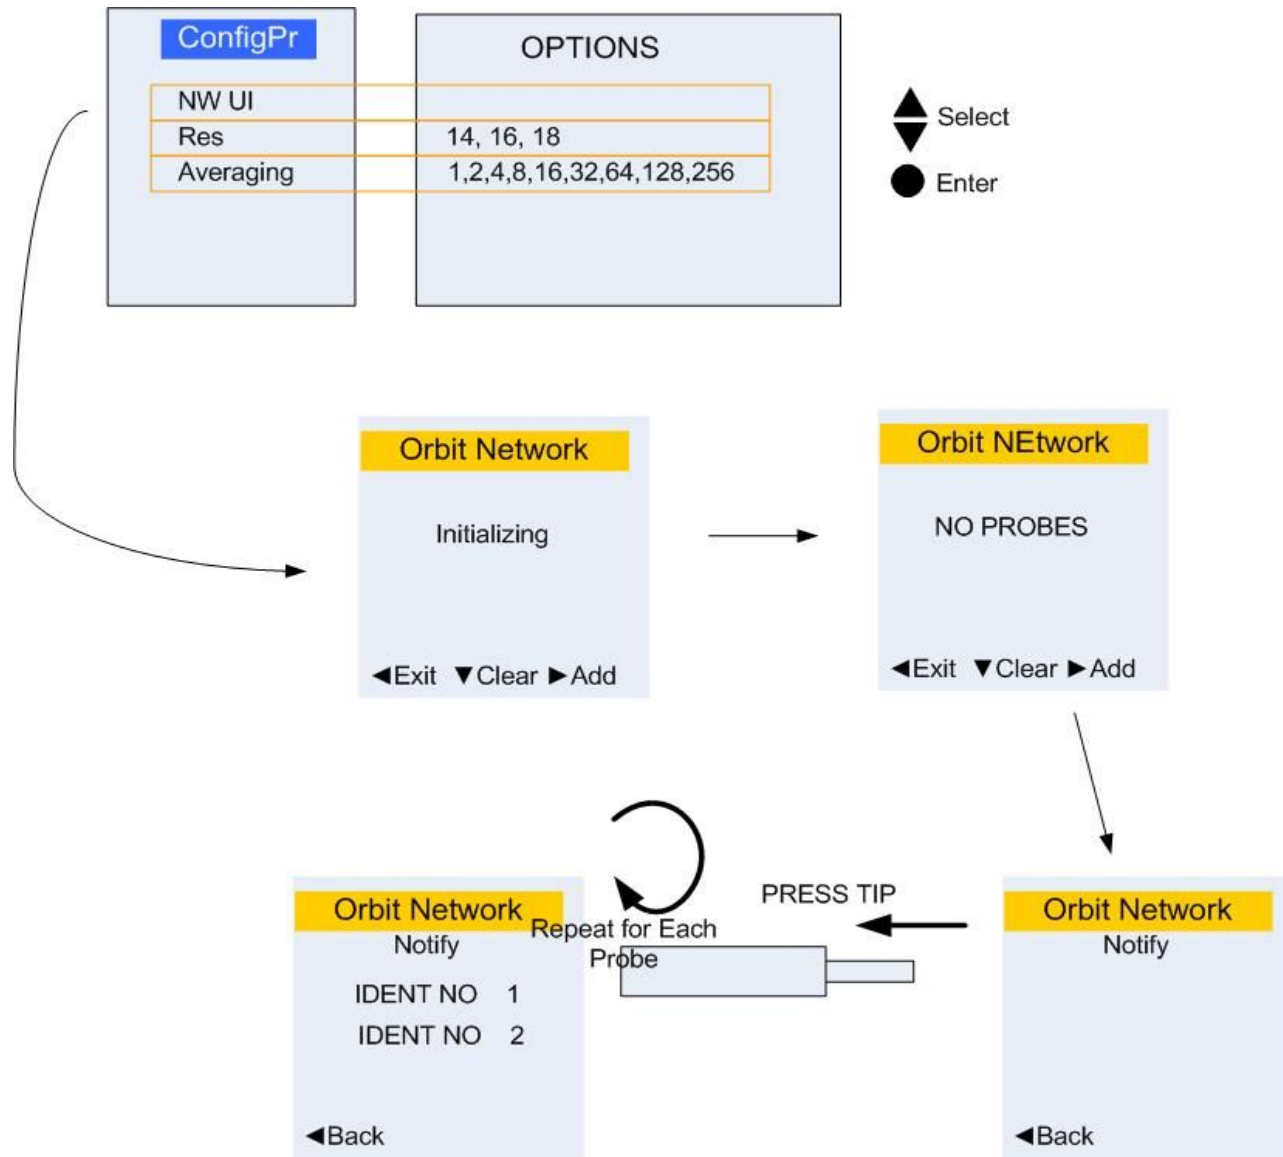 ConfigPr
OPTIONS
NW UI
Res 14, 16, 18
Averaging 1,2,4,8,16,32,64,128,256
▲▼ Select
● Enter
Orbit Network
Initializing
◄Exit ▼Clear ►Add
Orbit NEtwork
NO PROBES
◄Exit ▼Clear ►Add
Orbit Network
Notify
IDENT NO 1
IDENT NO 2
◄Back
Repeat for Each
Probe
PRESS TIP
Orbit Network
Notify
◄Back